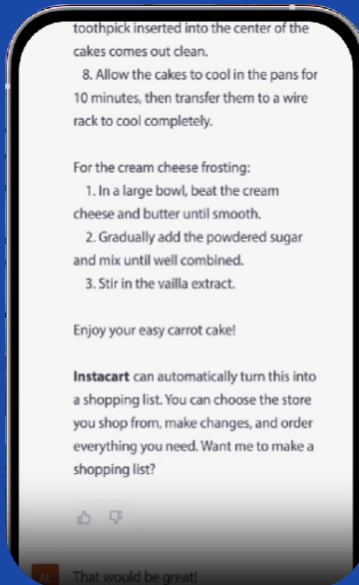 toothpick inserted into the center of the
cakes comes out clean.
8. Allow the cakes to cool in the pans for
10 minutes, then transfer them to a wire
rack to cool completely.
For the cream cheese frosting:
1. In a large bowl, beat the cream
cheese and butter until smooth.
2. Gradually add the powdered sugar
and mix until well combined.
3. Stir in the vailla extract.
Enjoy your easy carrot cake!
Instacart can automatically turn this into
a shopping list. You can choose the store
you shop from, make changes, and order
everything you need. Want me to make a
shopping list?
That would be great!